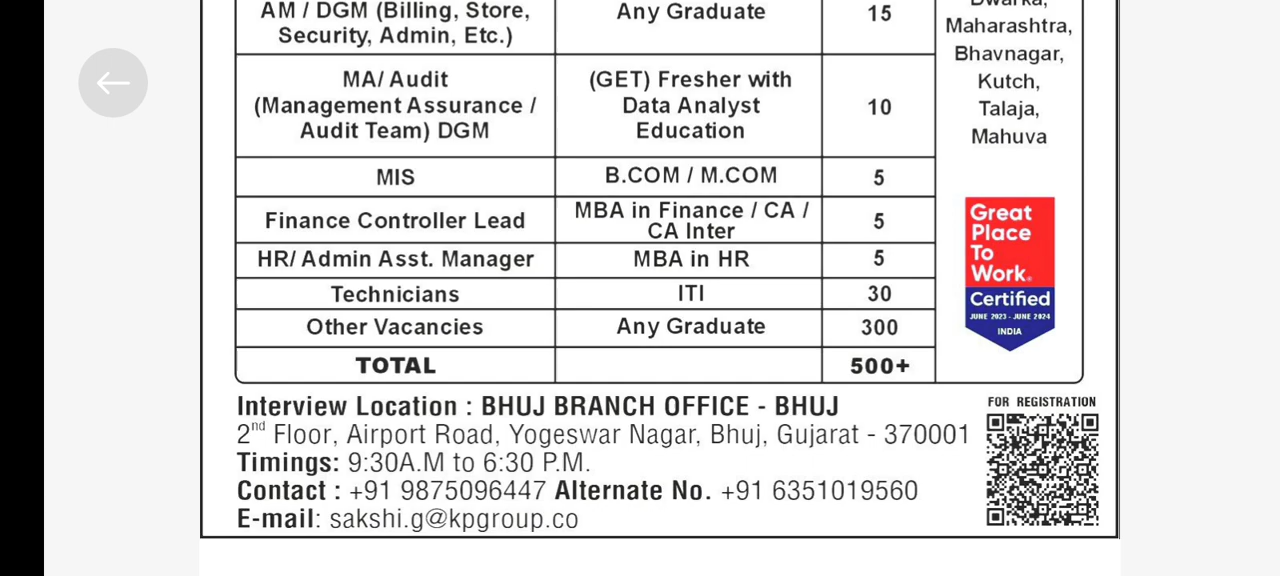 AM / DGM (Billing, Store,
Security, Admin, Etc.)
Any Graduate
15
Maharashtra,
Bhavnagar,
Kutch,
Talaja,
Mahuva
MA/ Audit
(Management Assurance /
Audit Team) DGM
(GET) Fresher with
Data Analyst
Education
10
MIS
B.COM / M.COM
5
Finance Controller Lead
MBA in Finance / CA /
CA Inter
5
HR/ Admin Asst. Manager
MBA in HR
5
Technicians
ITI
30
Other Vacancies
Any Graduate
300
TOTAL
500+
Great
Place
To
Work.
Certified
JUNE 2023 - JUNE 2024
INDIA
Interview Location : BHUJ BRANCH OFFICE - BHUJ
2nd Floor, Airport Road, Yogeswar Nagar, Bhuj, Gujarat - 370001
Timings: 9:30A.M to 6:30 P.M.
Contact : +91 9875096447 Alternate No. +91 6351019560
E-mail: sakshi.g@kpgroup.co
FOR REGISTRATION